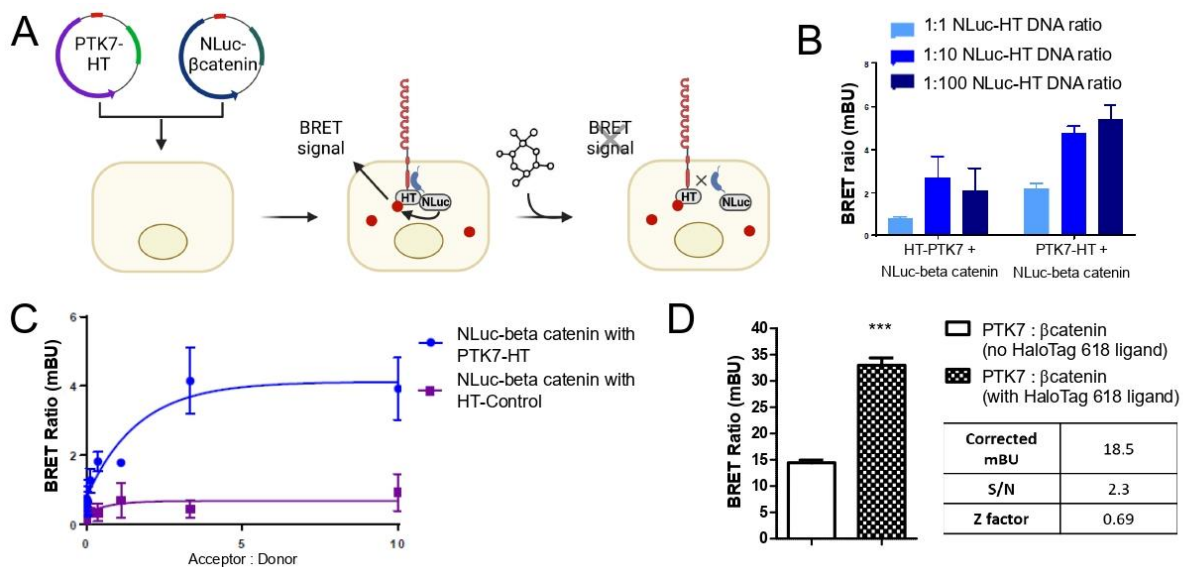 A
PTK7-
HT
NLuc-
βcatenin
BRET
signal
HT
NLuc
BRET
signal
HT
NLuc
B
1:1 NLuc-HT DNA ratio
1:10 NLuc-HT DNA ratio
1:100 NLuc-HT DNA ratio
BRET ratio (mBU)
8
6
4
2
0
HT-PTK7 +
NLuc-beta catenin
PTK7-HT +
NLuc-beta catenin
C
BRET Ratio (mBU)
6
4
2
0
0
5
10
Acceptor : Donor
NLuc-beta catenin with
PTK7-HT
NLuc-beta catenin with
HT-Control
D
BRET Ratio (mBU)
40
35
30
25
20
15
10
5
0
***
PTK7 : βcatenin
(no HaloTag 618 ligand)
PTK7 : βcatenin
(with HaloTag 618 ligand)
Corrected
mBU
18.5
S/N
2.3
Z factor
0.69